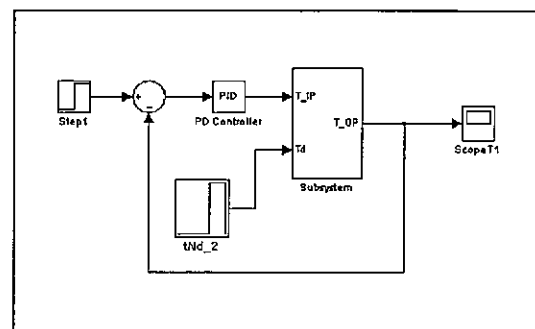 Step1
+
−
PID
PD Controller
T_IP
Td
T_OP
Subsystem
ScopeT1
tNd_2